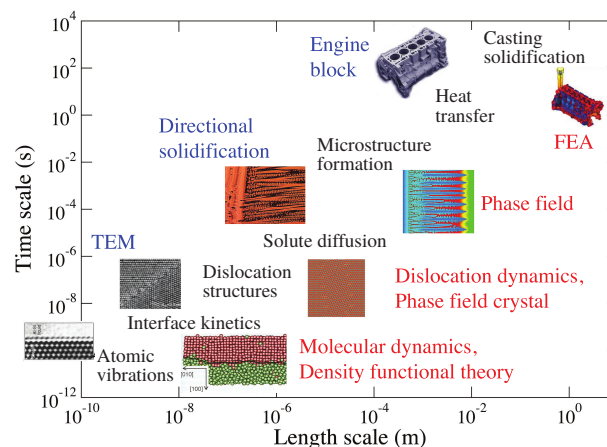 10^4
10^2
10^0
10^-2
10^-4
10^-6
10^-8
10^-12
Time scale (s)
Engine
block
Casting
solidification
Heat
transfer
FEA
Directional
solidification
Microstructure
formation
Phase field
TEM
Solute diffusion
Dislocation
structures
Dislocation dynamics,
Phase field crystal
Interface kinetics
Atomic
vibrations
[010]
[100]
Molecular dynamics,
Density functional theory
10^-10
10^-8
10^-6
10^-4
10^-2
10^0
Length scale (m)